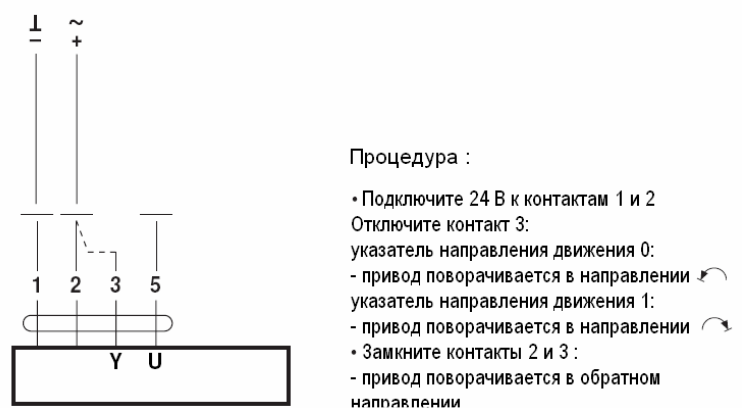 ⊥ ~
− +
Процедура :
• Подключите 24 В к контактам 1 и 2
Отключите контакт 3:
указатель направления движения 0:
- привод поворачивается в направлении
указатель направления движения 1:
- привод поворачивается в направлении
• Замкните контакты 2 и 3 :
- привод поворачивается в обратном
направлении
1 2 3 5
Y U